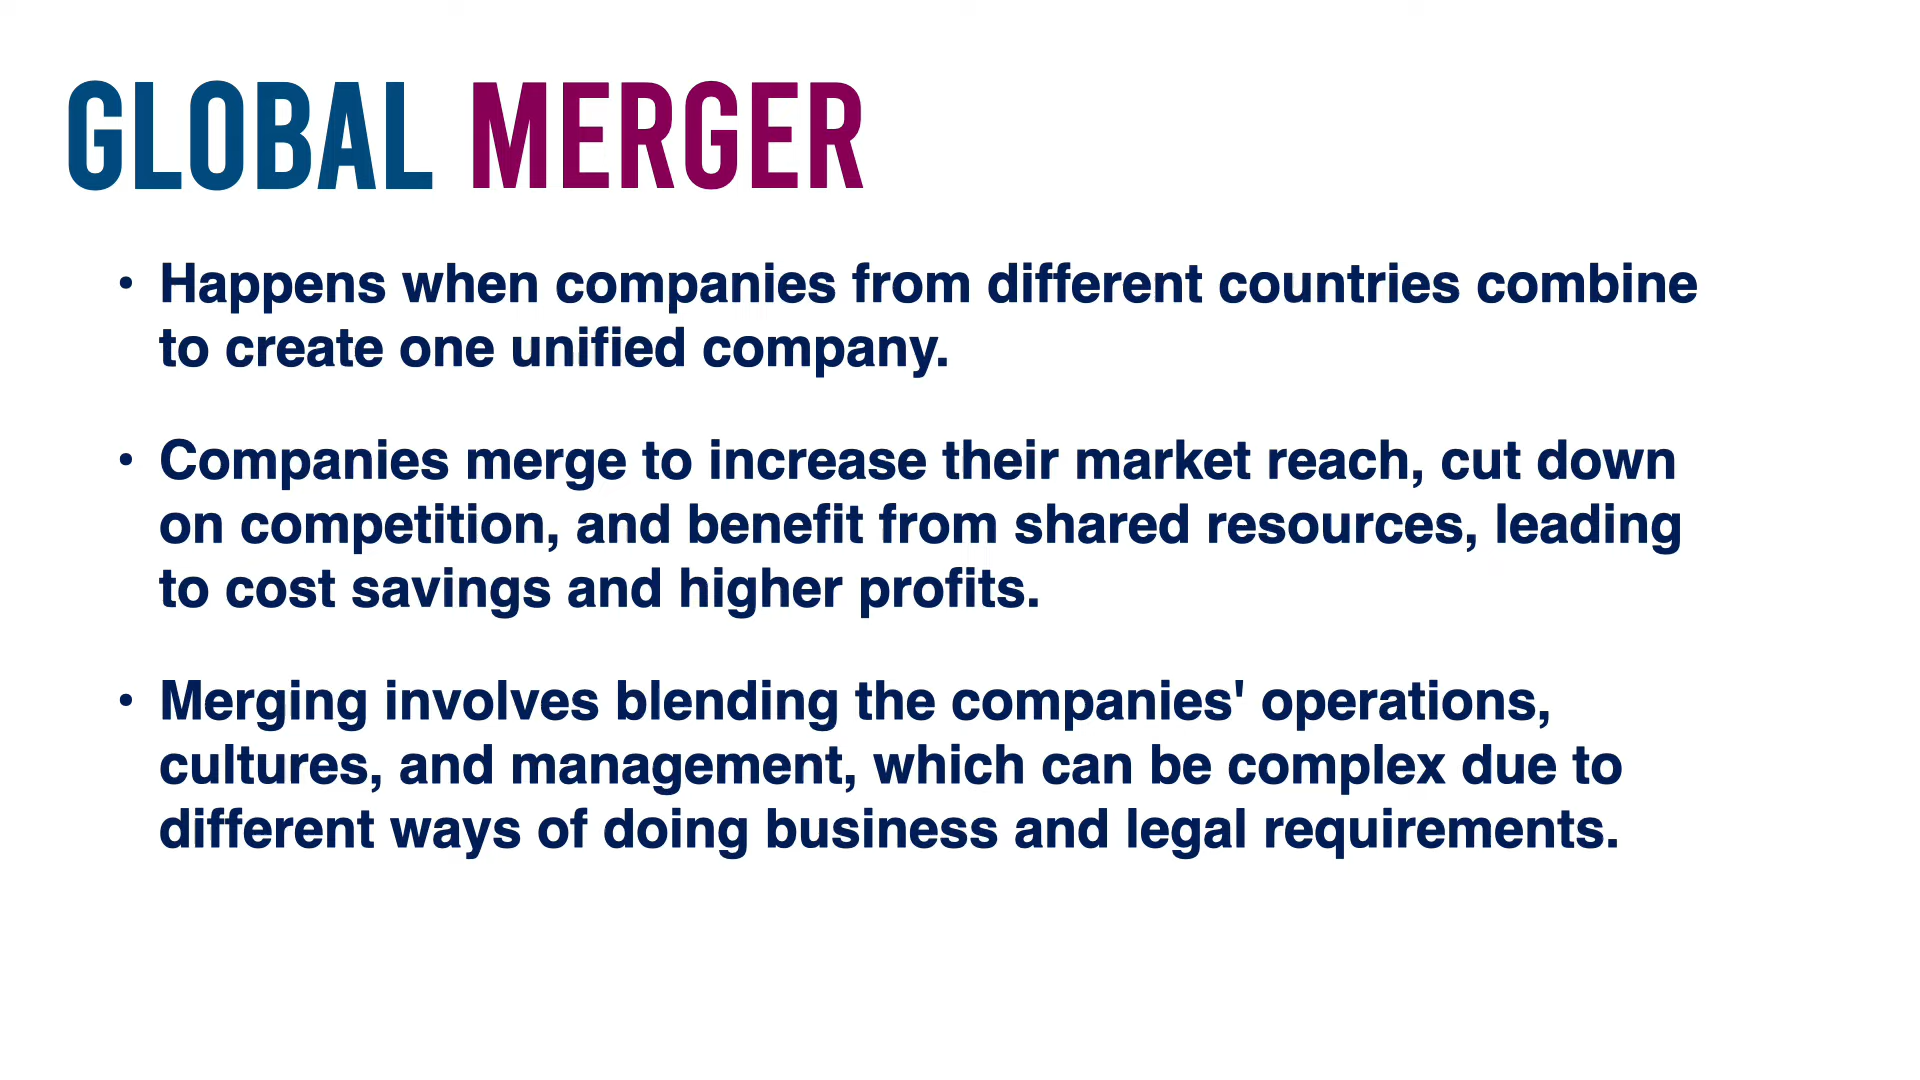 GLOBAL MERGER
• Happens when companies from different countries combine
to create one unified company.
• Companies merge to increase their market reach, cut down
on competition, and benefit from shared resources, leading
to cost savings and higher profits.
• Merging involves blending the companies' operations,
cultures, and management, which can be complex due to
different ways of doing business and legal requirements.